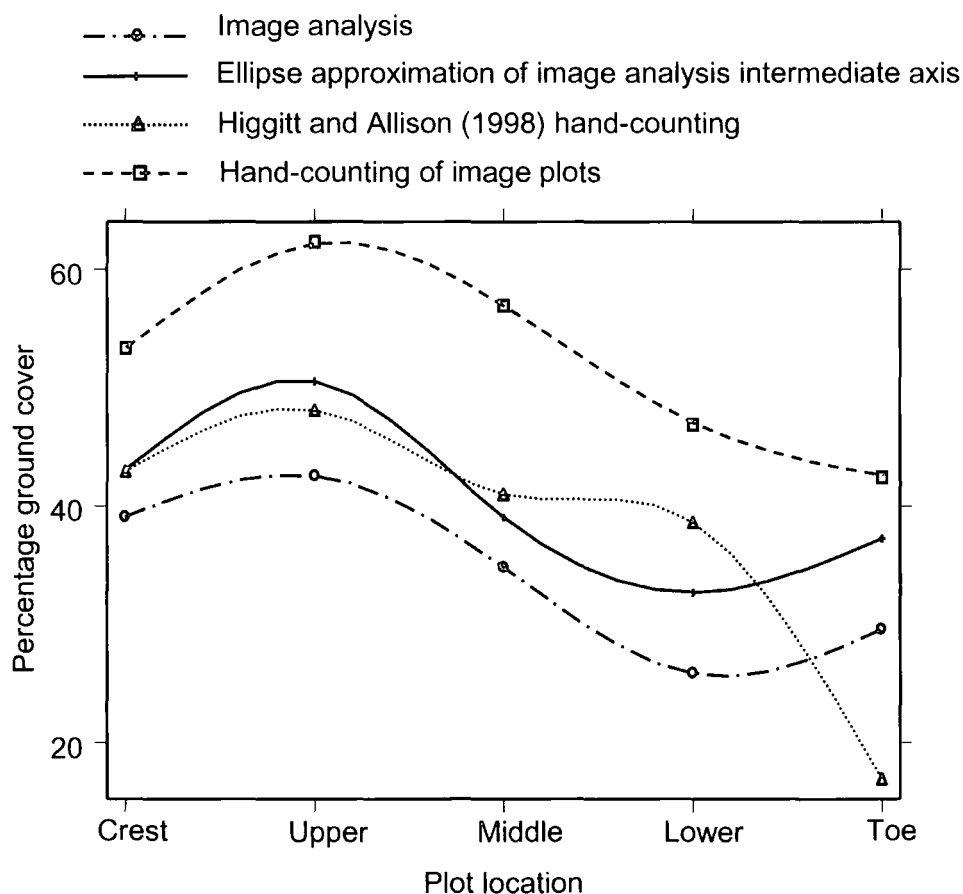 Image analysis
Ellipse approximation of image analysis intermediate axis
Higgitt and Allison (1998) hand-counting
Hand-counting of image plots
60
40
20
Percentage ground cover
Crest Upper Middle Lower Toe
Plot location